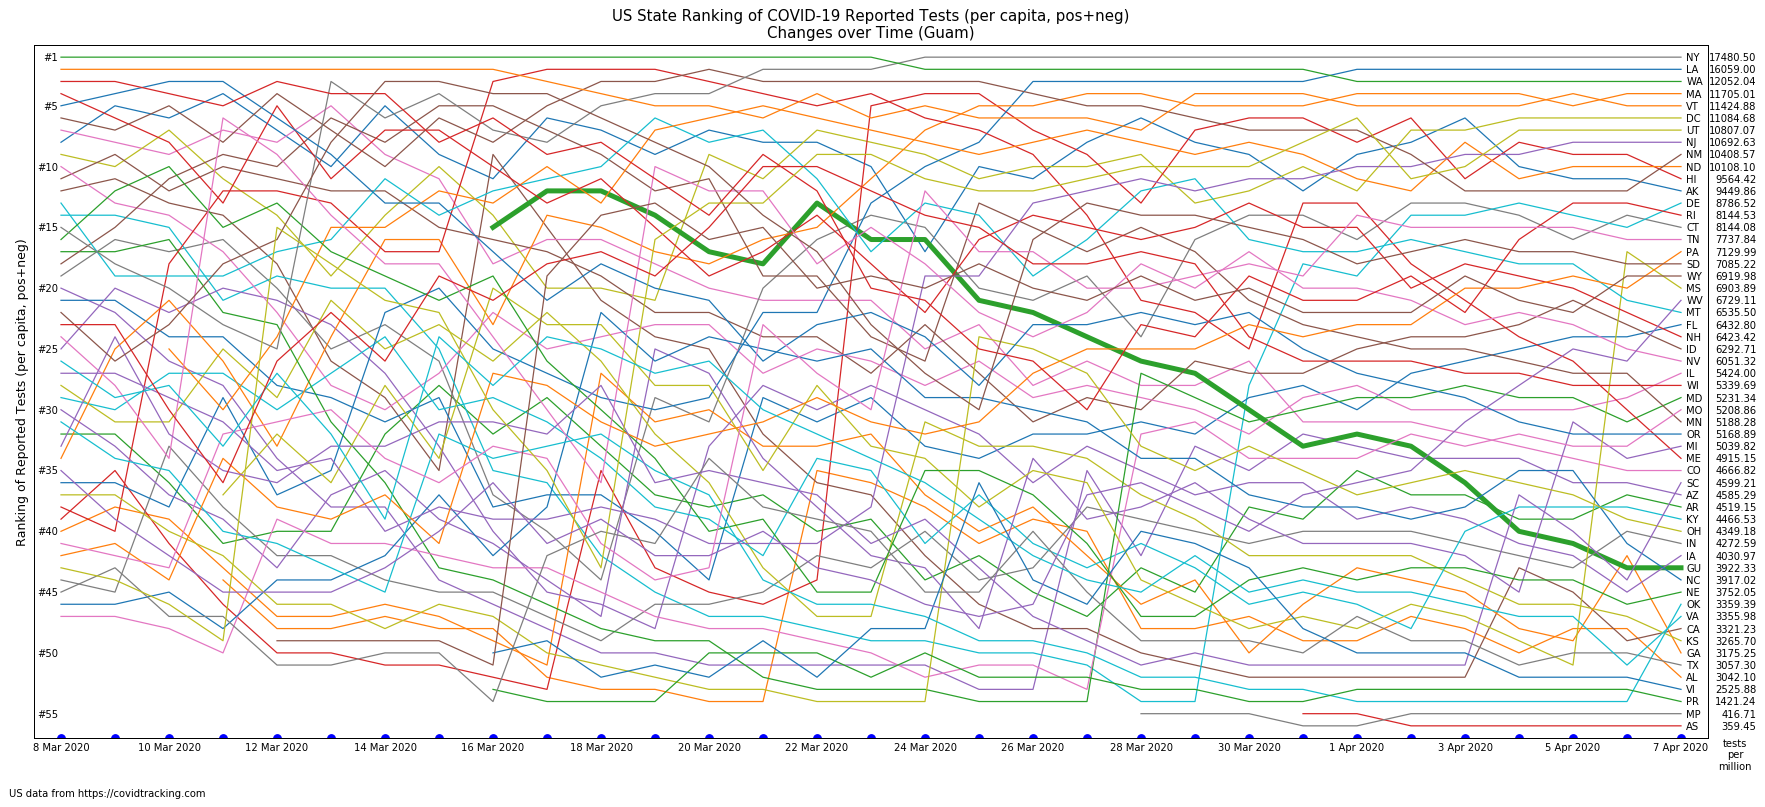 US State Ranking of COVID-19 Reported Tests (per capita, pos+neg)
Changes over Time (Guam)
Ranking of Reported Tests (per capita, pos+neg)
#1
#5
#10
#15
#20
#25
#30
#35
#40
#45
#50
#55
NY 17480.50
LA 16059.00
WA 12052.04
MA 11705.01
VT 11424.88
DC 11084.68
UT 10807.07
NJ 10692.63
NM 10408.57
ND 10108.10
HI 9564.42
AK 9449.86
DE 8786.52
RI 8144.53
CT 8144.08
TN 7737.84
PA 7129.99
SD 7085.22
WY 6919.98
MS 6903.89
WV 6729.11
MT 6535.50
FL 6432.80
NH 6423.42
ID 6292.71
NV 6051.32
IL 5424.00
WI 5339.69
MD 5231.34
MO 5208.86
MN 5188.28
OR 5168.89
MI 5039.82
ME 4915.15
CO 4666.82
SC 4599.21
AZ 4585.29
AR 4519.15
KY 4466.53
OH 4349.18
IN 4272.59
IA 4030.97
GU 3922.33
NC 3917.02
NE 3752.05
OK 3359.39
VA 3355.98
CA 3321.23
KS 3265.70
GA 3175.25
TX 3057.30
AL 3042.10
VI 2525.88
PR 1421.24
MP 416.71
AS 359.45
8 Mar 2020 10 Mar 2020 12 Mar 2020 14 Mar 2020 16 Mar 2020 18 Mar 2020 20 Mar 2020 22 Mar 2020 24 Mar 2020 26 Mar 2020 28 Mar 2020 30 Mar 2020 1 Apr 2020 3 Apr 2020 5 Apr 2020 7 Apr 2020
tests
per
million
US data from https://covidtracking.com